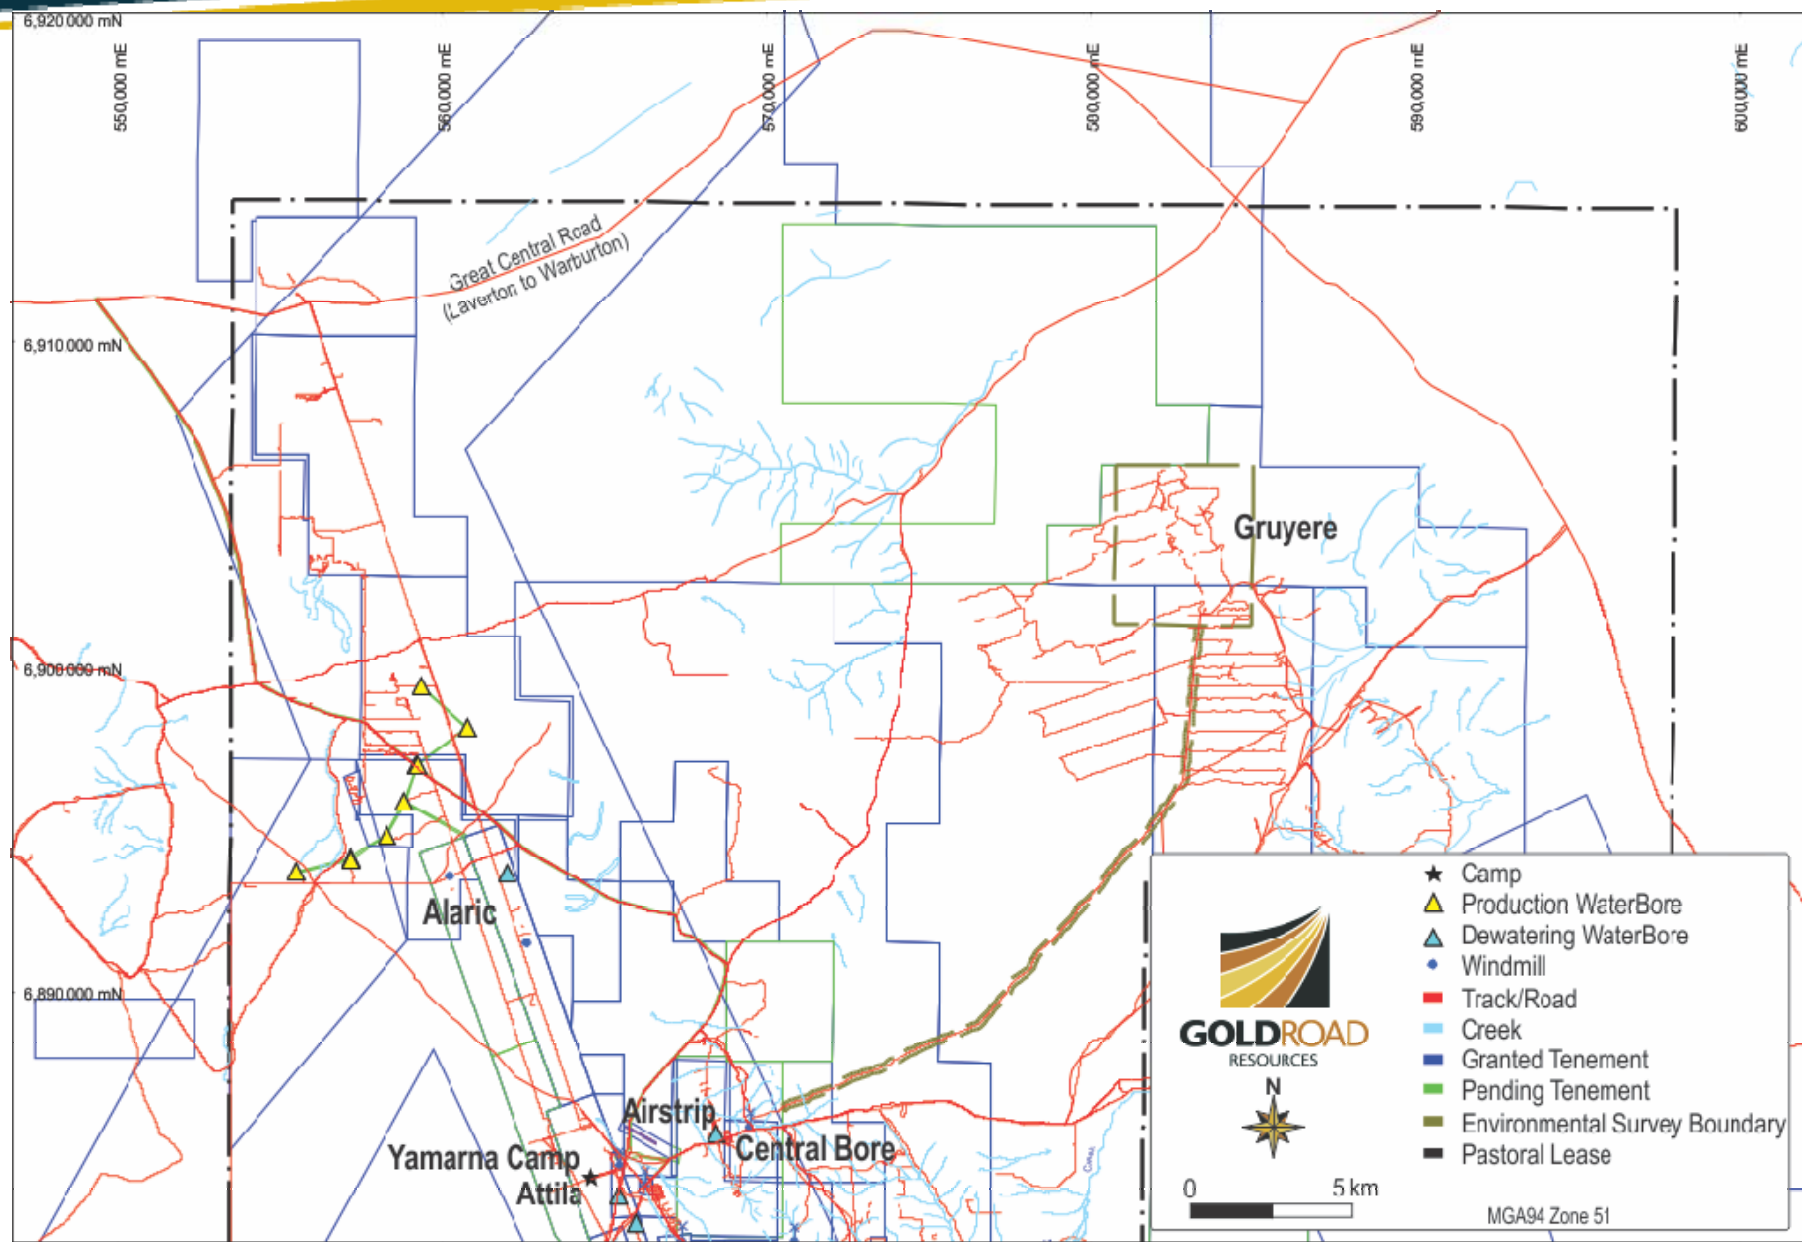 6,920 000 mN
550,000 mE
560,000 mE
570,000 mE
580,000 mE
590,000 mE
600,000 mE
Great Central Road
(Laverton to Warburton)
6,910 000 mN
Gruyere
6,900 000 mN
Alaric
6,890 000 mN
Airstrip
Central Bore
Yamarna Camp
Attila
Camp
Production WaterBore
Dewatering WaterBore
Windmill
Track/Road
Creek
Granted Tenement
Pending Tenement
Environmental Survey Boundary
Pastoral Lease
GOLDROAD
RESOURCES
N
0 5 km
MGA94 Zone 51